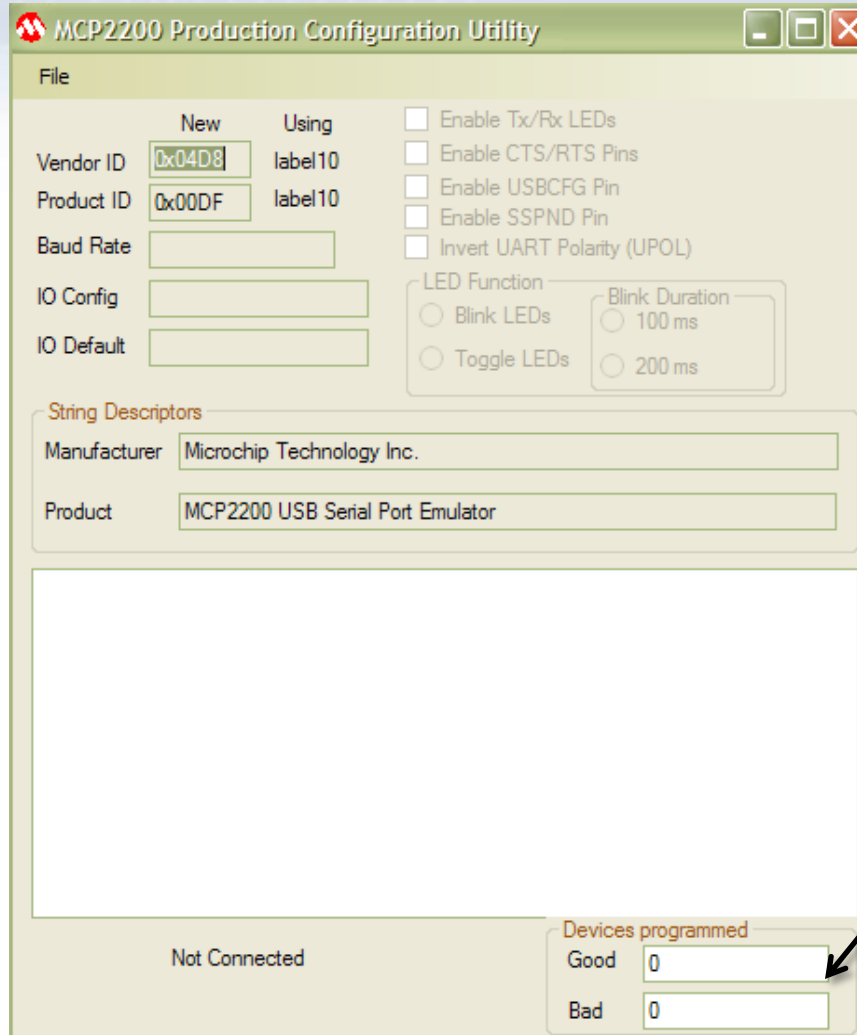 MCP2200 Production Configuration Utility
File
New Using
Vendor ID 0x04D8 label10
Product ID 0x00DF label10
Baud Rate
IO Config
IO Default
Enable Tx/Rx LEDs
Enable CTS/RTS Pins
Enable USBCFG Pin
Enable SSPND Pin
Invert UART Polarity (UPOL)
LED Function
Blink LEDs
Toggle LEDs
Blink Duration
100 ms
200 ms
String Descriptors
Manufacturer Microchip Technology Inc.
Product MCP2200 USB Serial Port Emulator
Not Connected
Devices programmed
Good 0
Bad 0